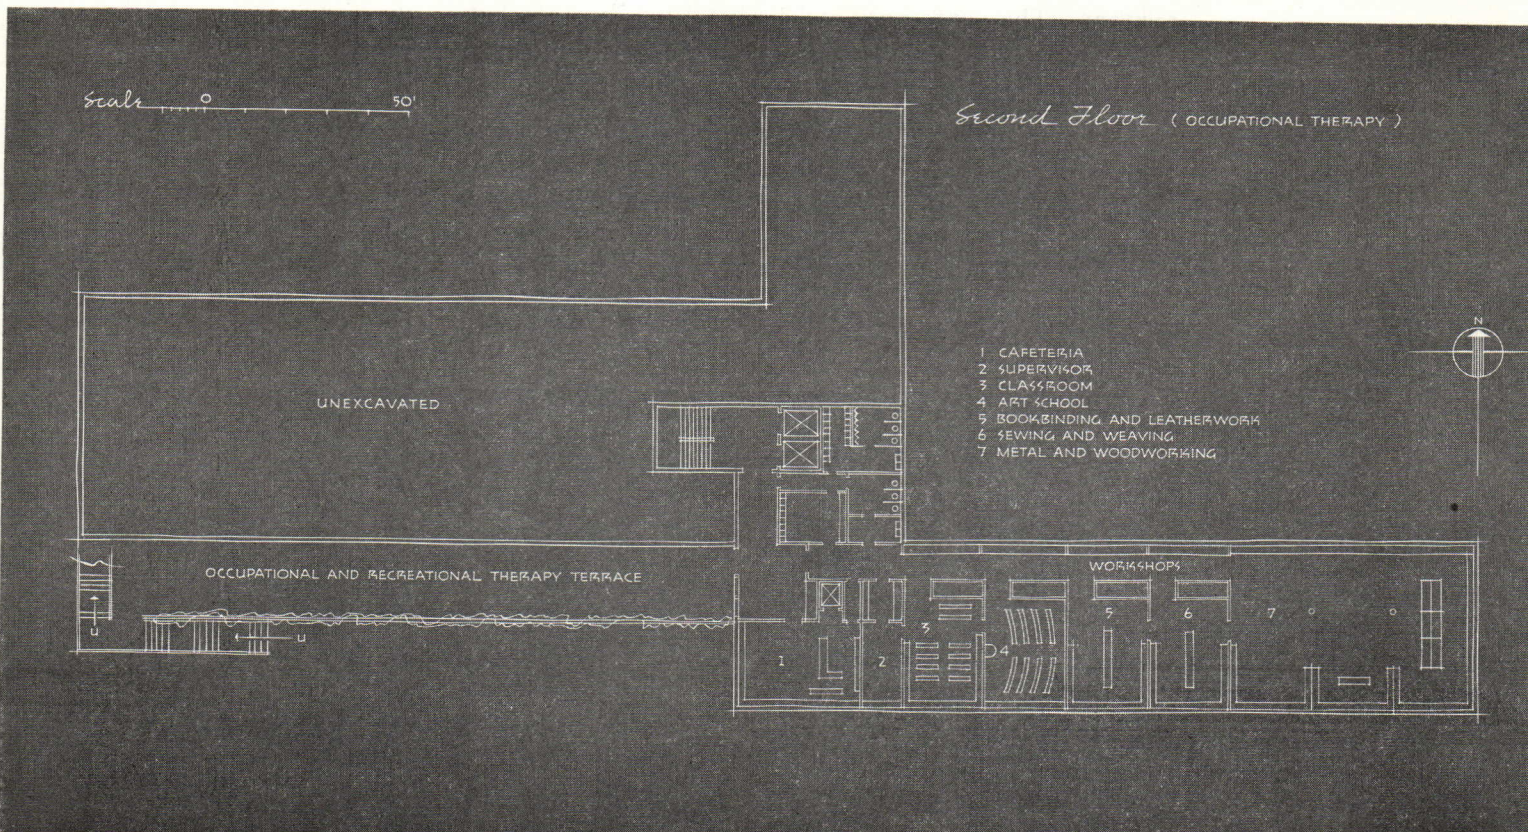 Scale 0 50'
Second Floor ( OCCUPATIONAL THERAPY )
N
1 CAFETERIA
2 SUPERVISOR
3 CLASSROOM
4 ART SCHOOL
5 BOOKBINDING AND LEATHERWORK
6 SEWING AND WEAVING
7 METAL AND WOODWORKING
UNEXCAVATED
WORKSHOPS
OCCUPATIONAL AND RECREATIONAL THERAPY TERRACE
U
U
1
2
3
4
5
6
7